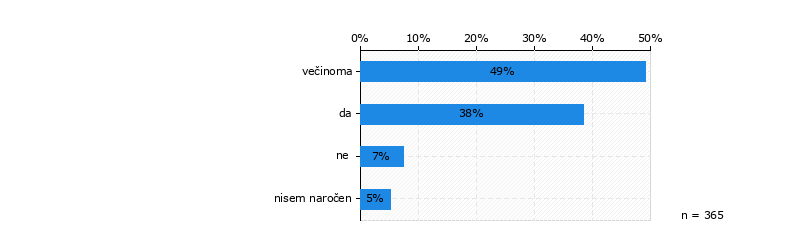 0% 10% 20% 30% 40% 50%
večinoma 49%
da 38%
ne 7%
nisem naročen 5%
n = 365